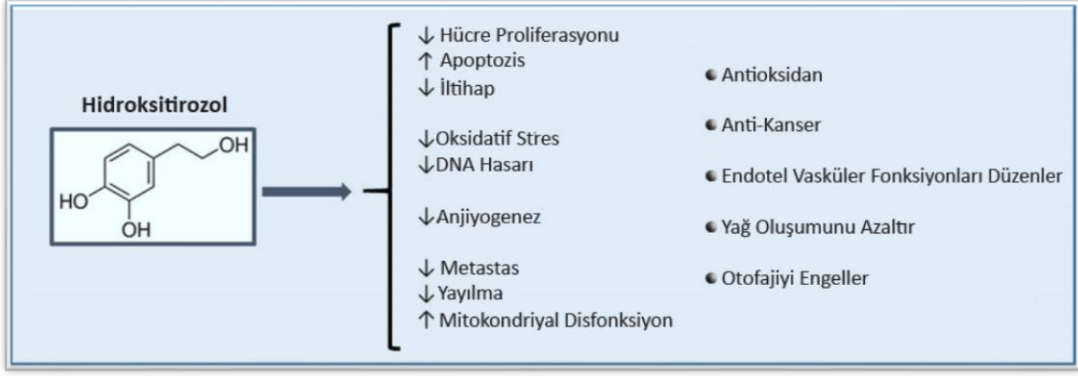 Hidroksitirozol
OH
HO
OH
↓ Hücre Proliferasyonu
↑ Apoptozis
↓ İltihap
↓Oksidatif Stres
↓DNA Hasarı
↓Anjiyogenez
↓ Metastas
↓ Yayılma
↑ Mitokondriyal Disfonksiyon
● Antioksidan
● Anti-Kanser
● Endotel Vasküler Fonksiyonları Düzenler
● Yağ Oluşumunu Azaltır
● Otofajiyi Engeller